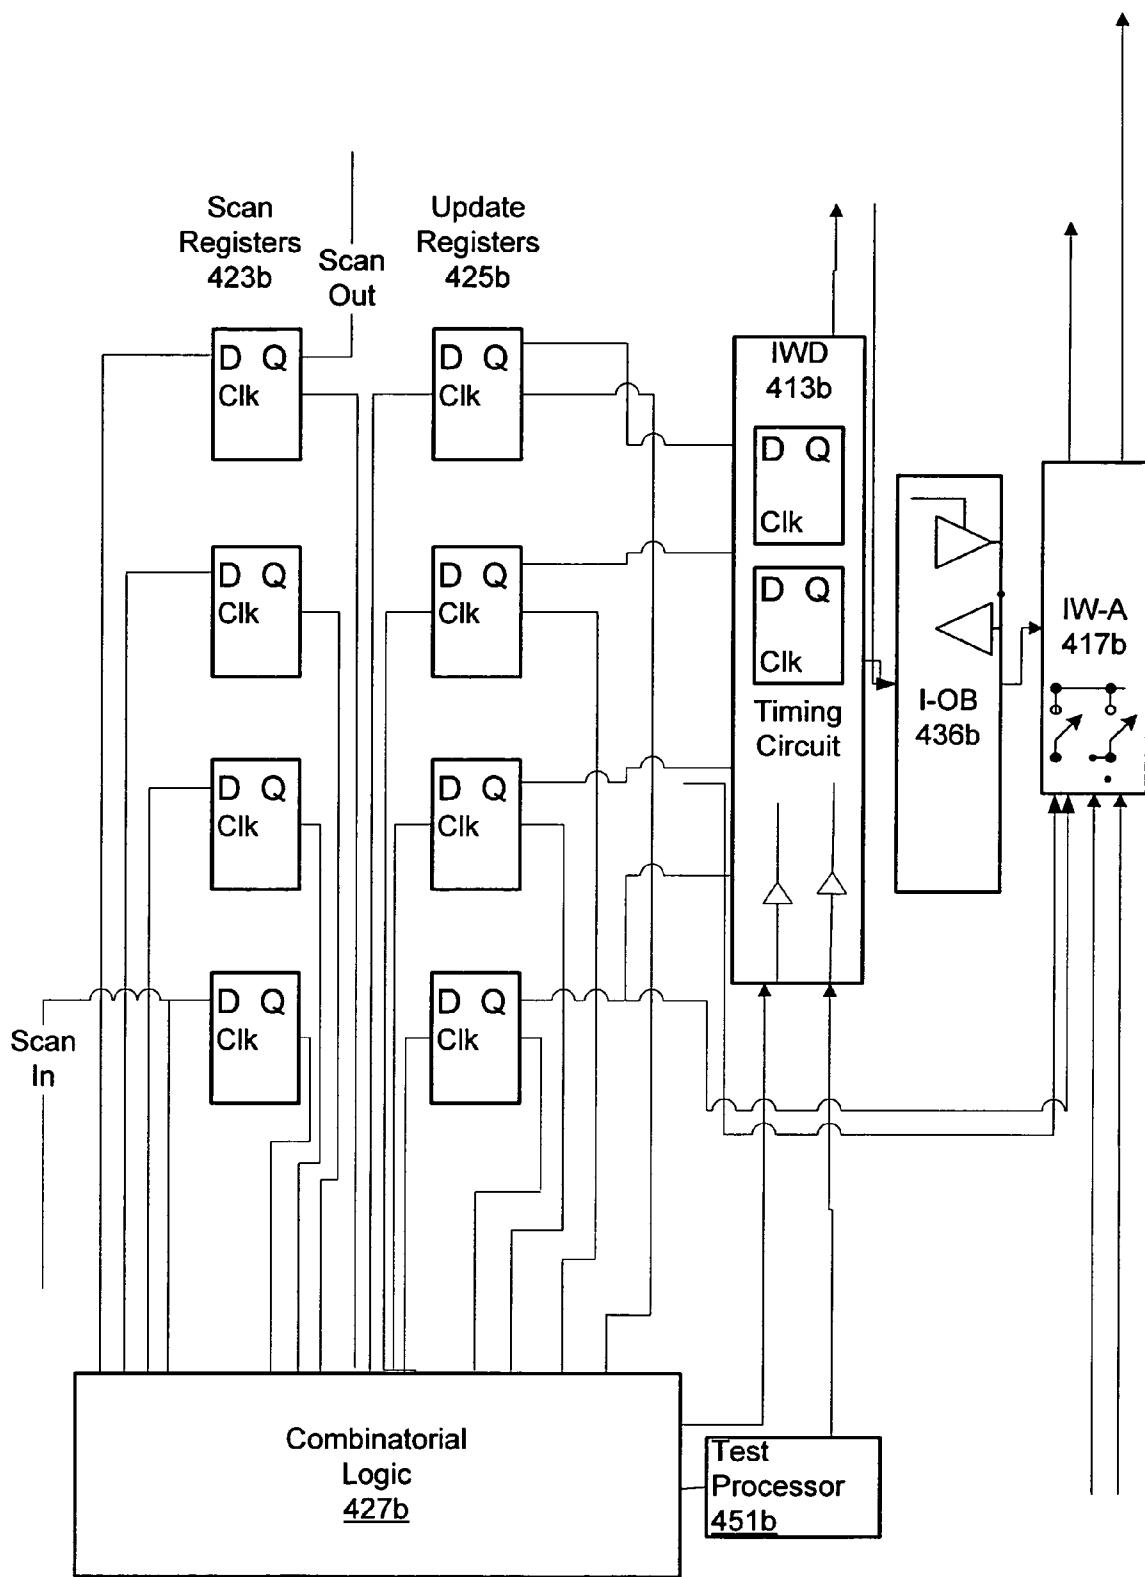 Scan
Registers
423b
Scan
Out
Update
Registers
425b
D Q
Clk
D Q
Clk
D Q
Clk
D Q
Clk
D Q
Clk
D Q
Clk
D Q
Clk
D Q
Clk
Scan
In
IWD
413b
D Q
Clk
D Q
Clk
Timing
Circuit
I-OB
436b
IW-A
417b
Combinatorial
Logic
427b
Test
Processor
451b